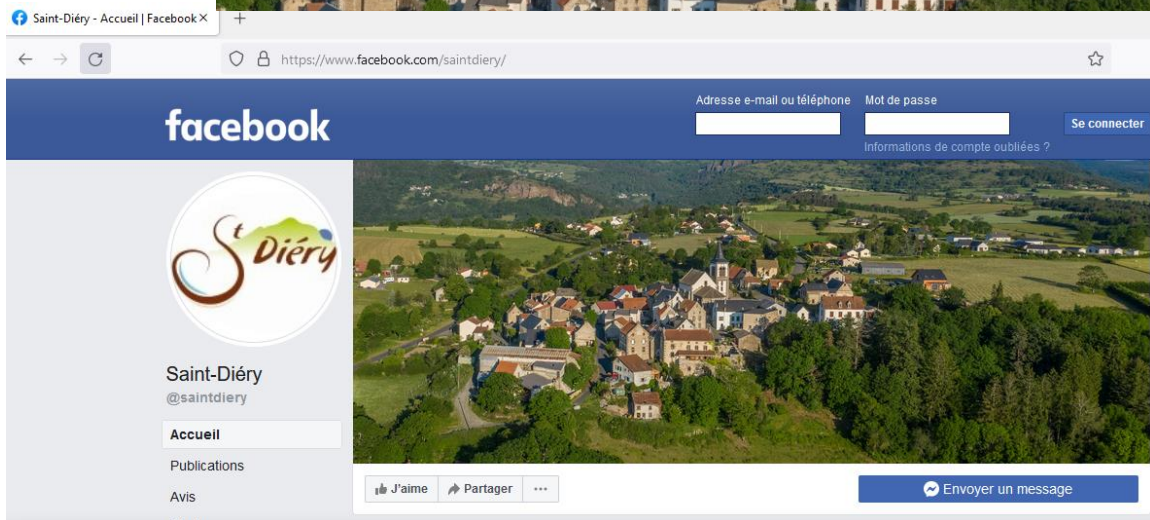 Saint-Diéry - Accueil | Facebook
https://www.facebook.com/saintdiery/
facebook
Adresse e-mail ou téléphone
Mot de passe
Se connecter
Informations de compte oubliées ?
St Diéry
Saint-Diéry
@saintdiery
Accueil
Publications
Avis
J'aime
Partager
Envoyer un message